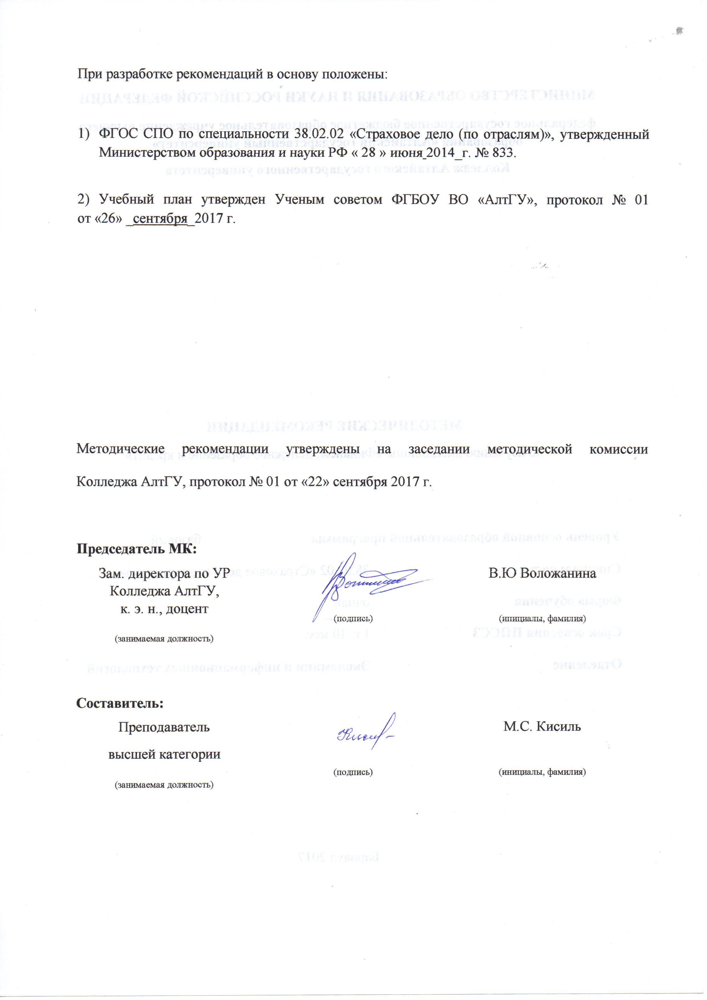 При разработке рекомендаций в основу положены:
1) ФГОС СПО по специальности 38.02.02 «Страховое дело (по отраслям)», утвержденный
Министерством образования и науки РФ « 28 » июня 2014_г. № 833.
2) Учебный план утвержден Ученым советом ФГБОУ ВО «АлтГУ», протокол № 01
от «26» _сентября_2017 г.
Методические рекомендации утверждены на заседании методической комиссии
Колледжа АлтГУ, протокол № 01 от «22» сентября 2017 г.
Председатель МК:
Зам. директора по УР
Колледжа АлтГУ,
к. э. н., доцент
(занимаемая должность)
(подпись)
В.Ю Воложанина
(инициалы, фамилия)
Составитель:
Преподаватель
высшей категории
(занимаемая должность)
(подпись)
М.С. Кисиль
(инициалы, фамилия)